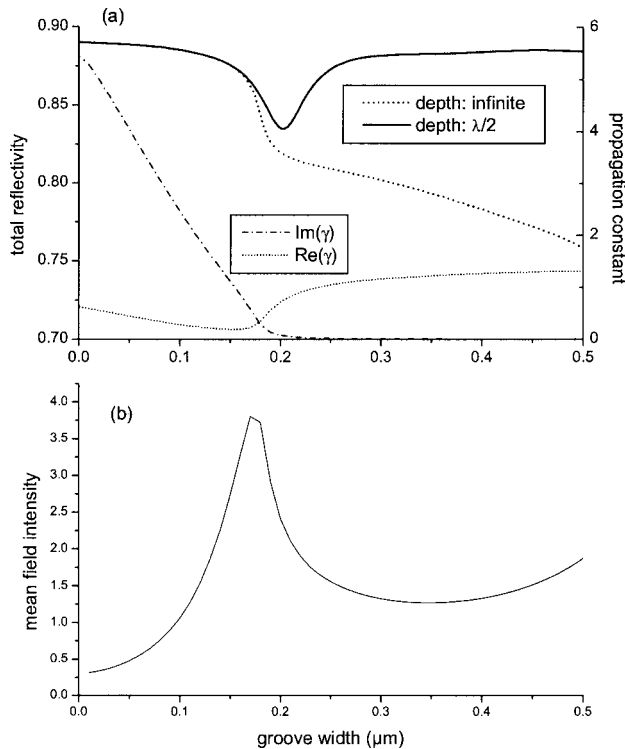 (a)
0.90
0.85
0.80
0.75
0.70
total reflectivity
6
4
2
0
propagation constant
depth: infinite
depth: λ/2
Im(γ)
Re(γ)
0.0 0.1 0.2 0.3 0.4 0.5
(b)
4.0
3.5
3.0
2.5
2.0
1.5
1.0
0.5
0.0
mean field intensity
0.0 0.1 0.2 0.3 0.4 0.5
groove width (μm)